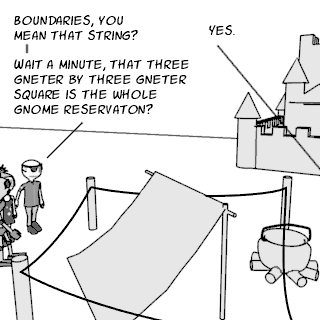 BOUNDARIES, YOU
MEAN THAT STRING?
WAIT A MINUTE, THAT THREE
GNETER BY THREE GNETER
SQUARE IS THE WHOLE
GNOME RESERVATON?
YES.